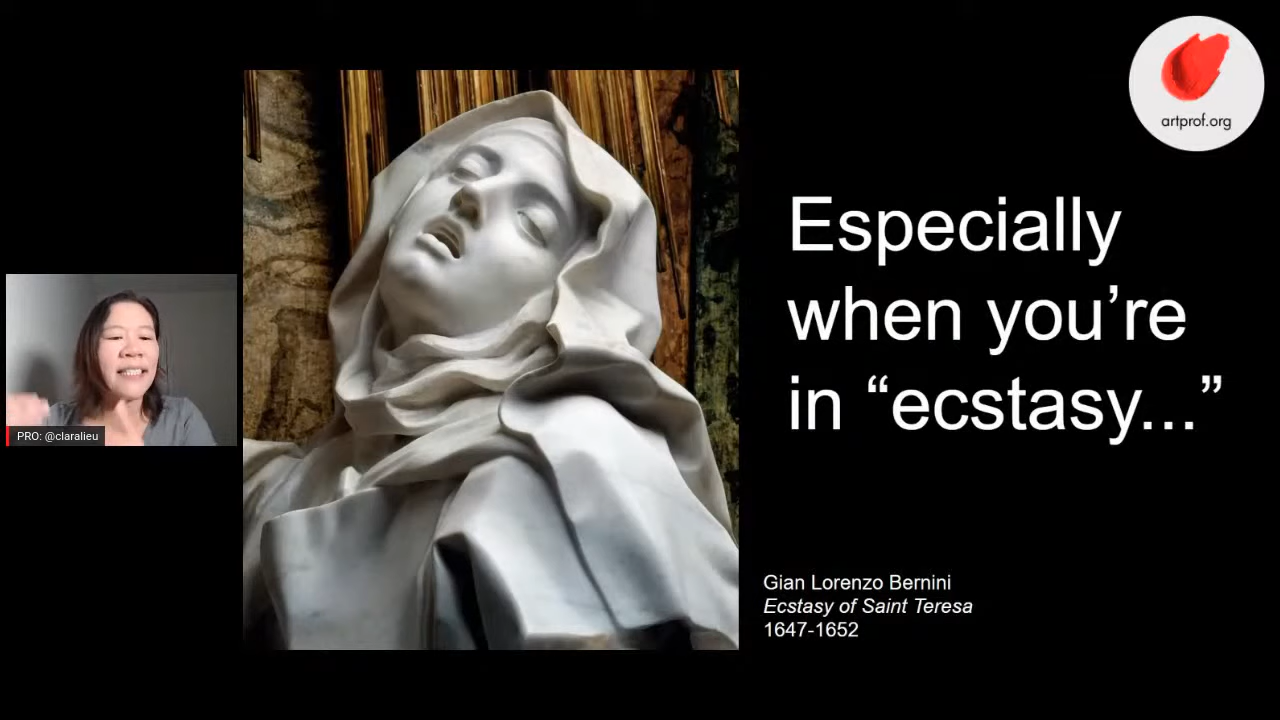 artprof.org
Especially
when you’re
in “ecstasy...”
PRO: @claralieu
Gian Lorenzo Bernini
Ecstasy of Saint Teresa
1647-1652